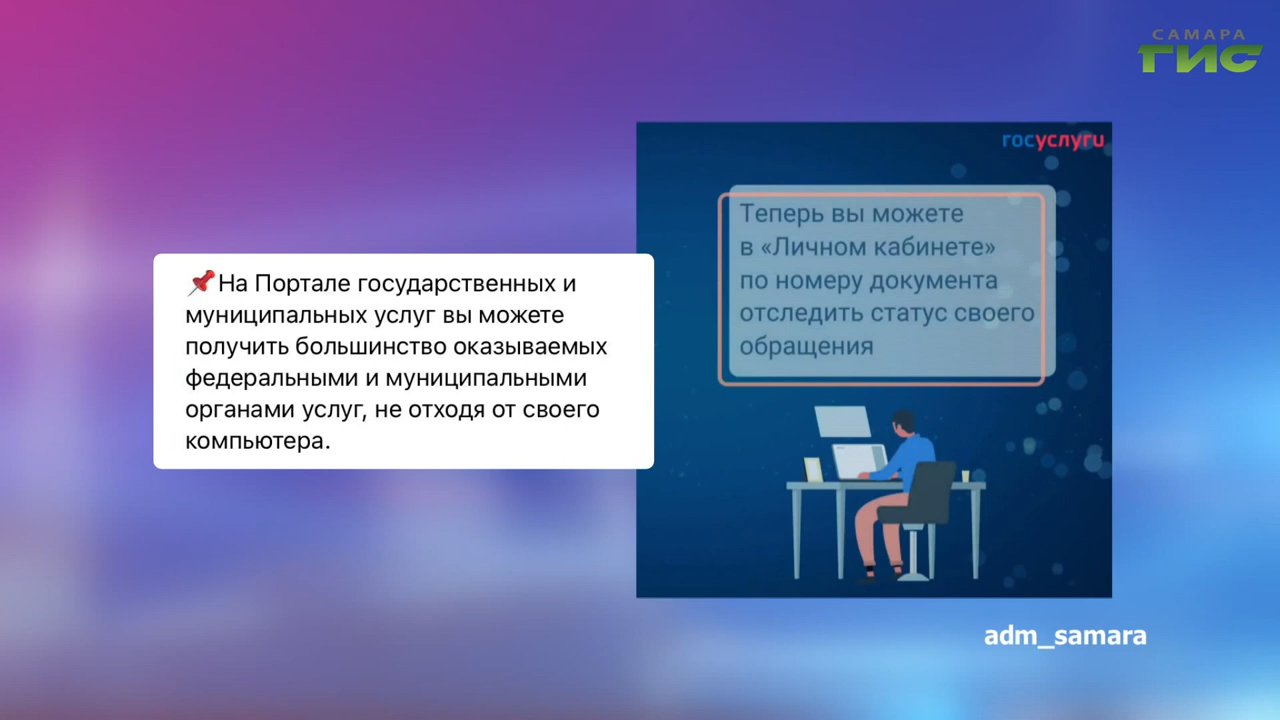 САМАРА
ГИС
госуслуги
Теперь вы можете
в «Личном кабинете»
по номеру документа
отследить статус своего
обращения
📌На Портале государственных и
муниципальных услуг вы можете
получить большинство оказываемых
федеральными и муниципальными
органами услуг, не отходя от своего
компьютера.
adm_samara